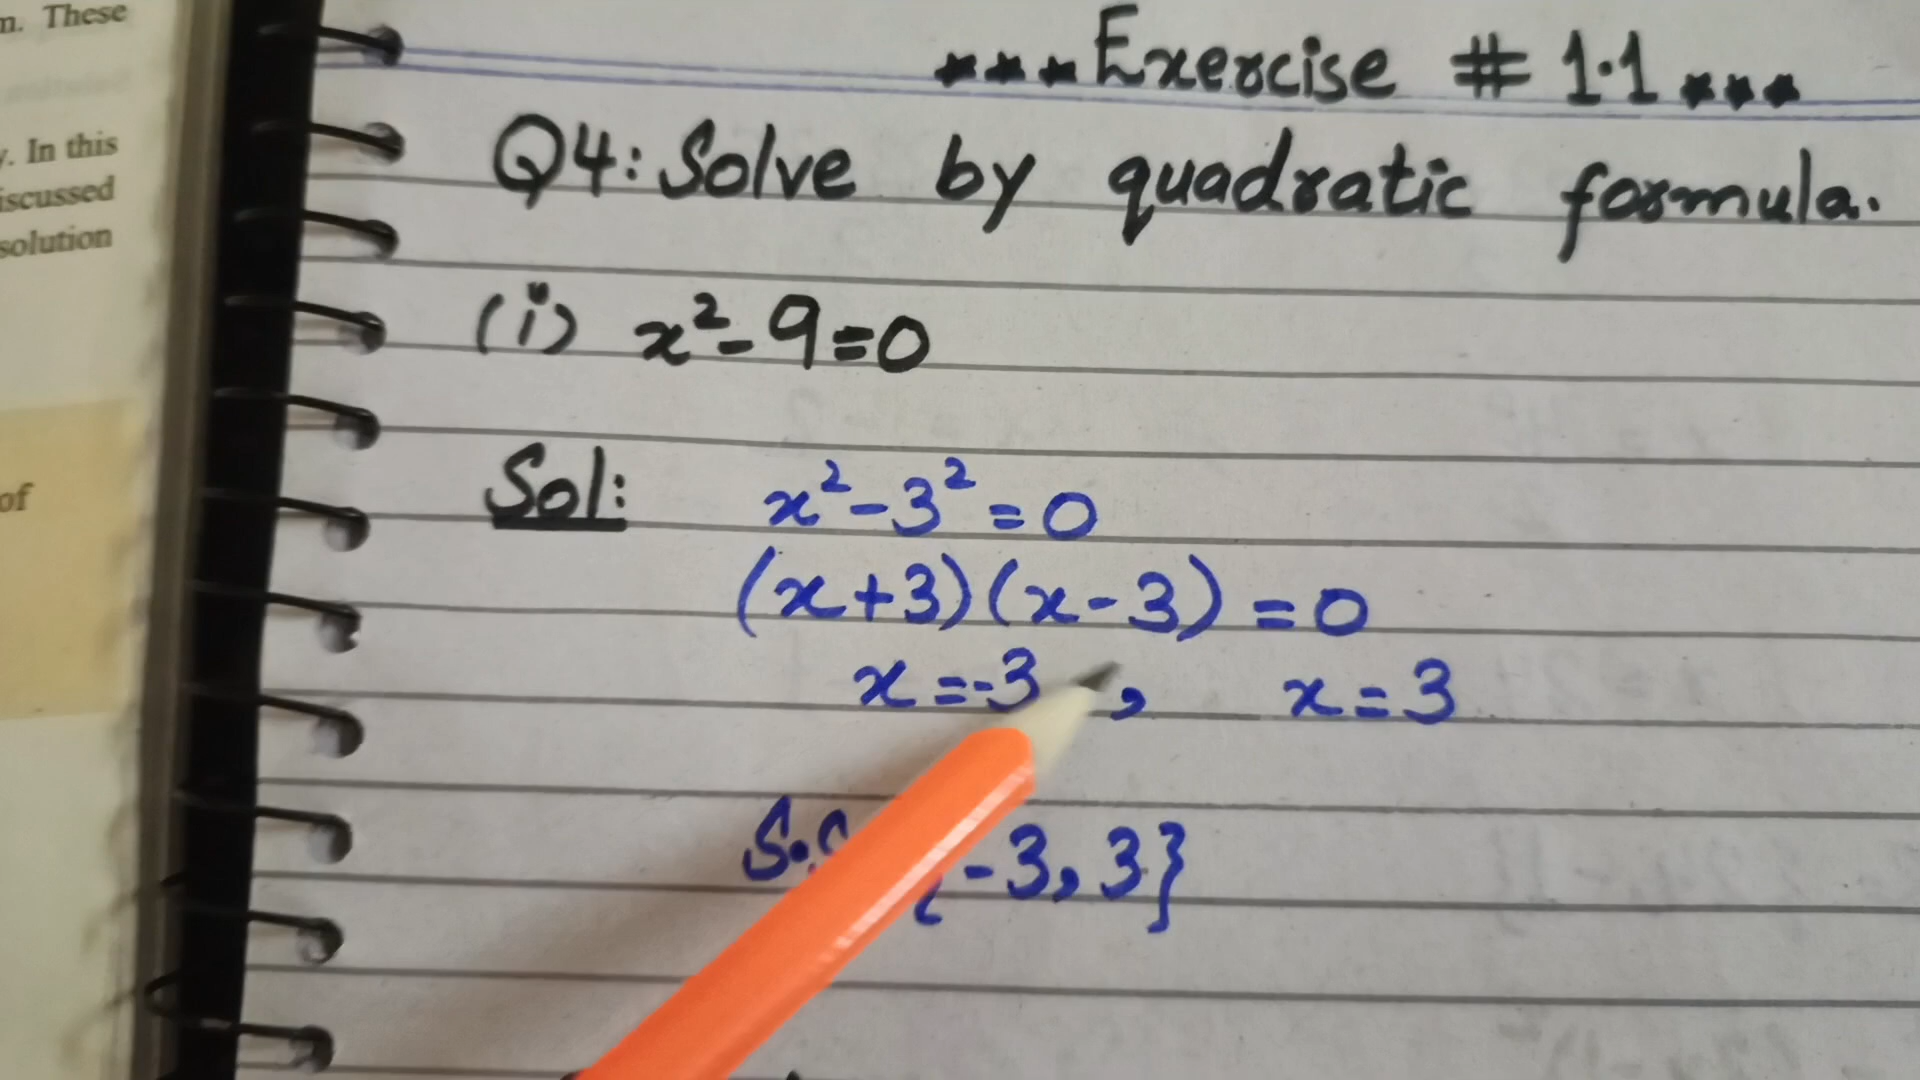 m. These
y. In this
iscussed
solution
of
***Exercise # 1.1***
Q4: Solve by quadratic formula.
(i) x²-9=0
Sol: x²-3²=0
(x+3)(x-3)=0
x=-3, x=3
S.S {-3,3}